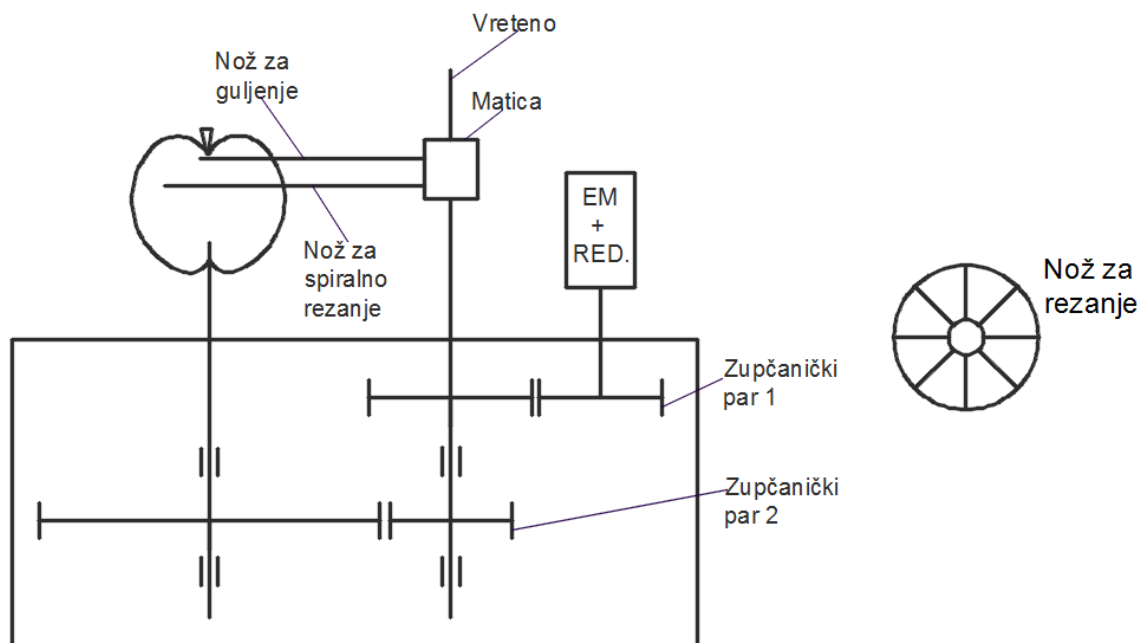 Vreteno
Nož za
guljenje
Matica
EM
+
RED.
Nož za
spiralno
rezanje
Nož za
rezanje
Zupčanički
par 1
Zupčanički
par 2